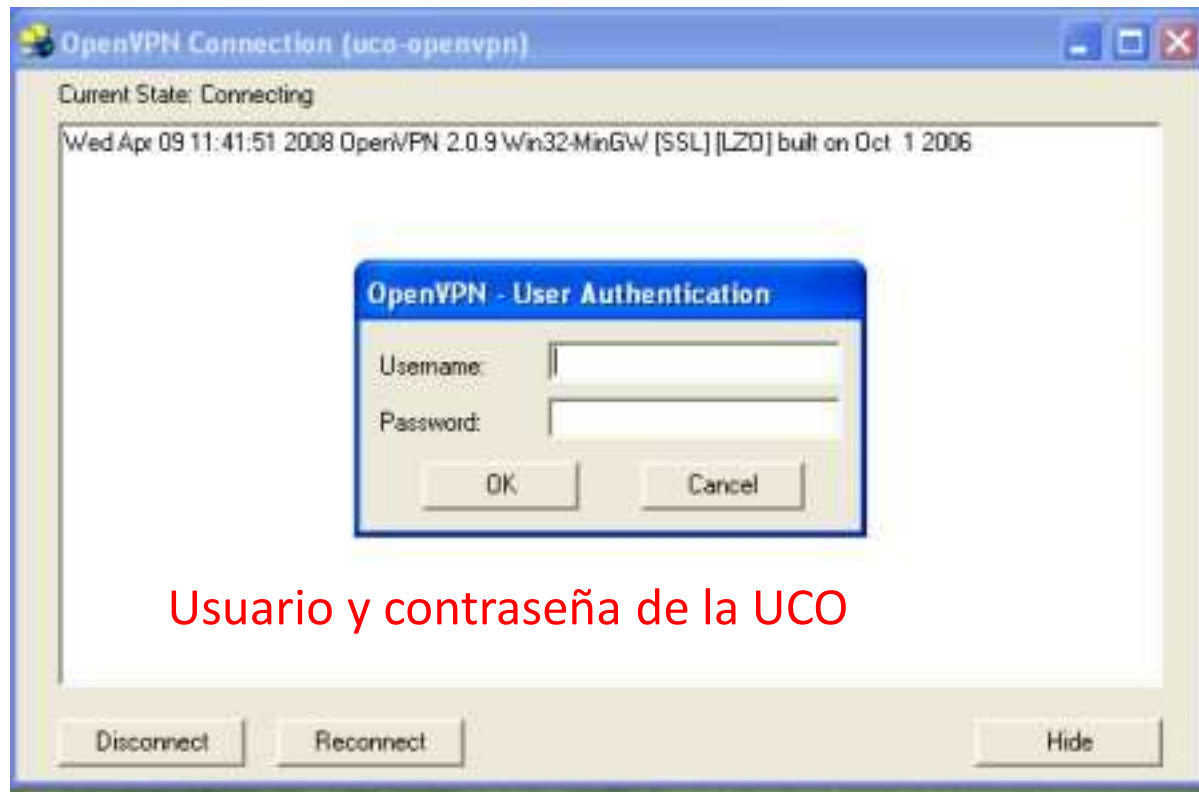 OpenVPN Connection (uco-openvpn)
Current State: Connecting
Wed Apr 09 11:41:51 2008 OpenVPN 2.0.9 Win32-MinGW [SSL] [LZO] built on Oct  1 2006
OpenVPN - User Authentication
Username:
Password:
OK Cancel
Usuario y contraseña de la UCO
Disconnect Reconnect Hide